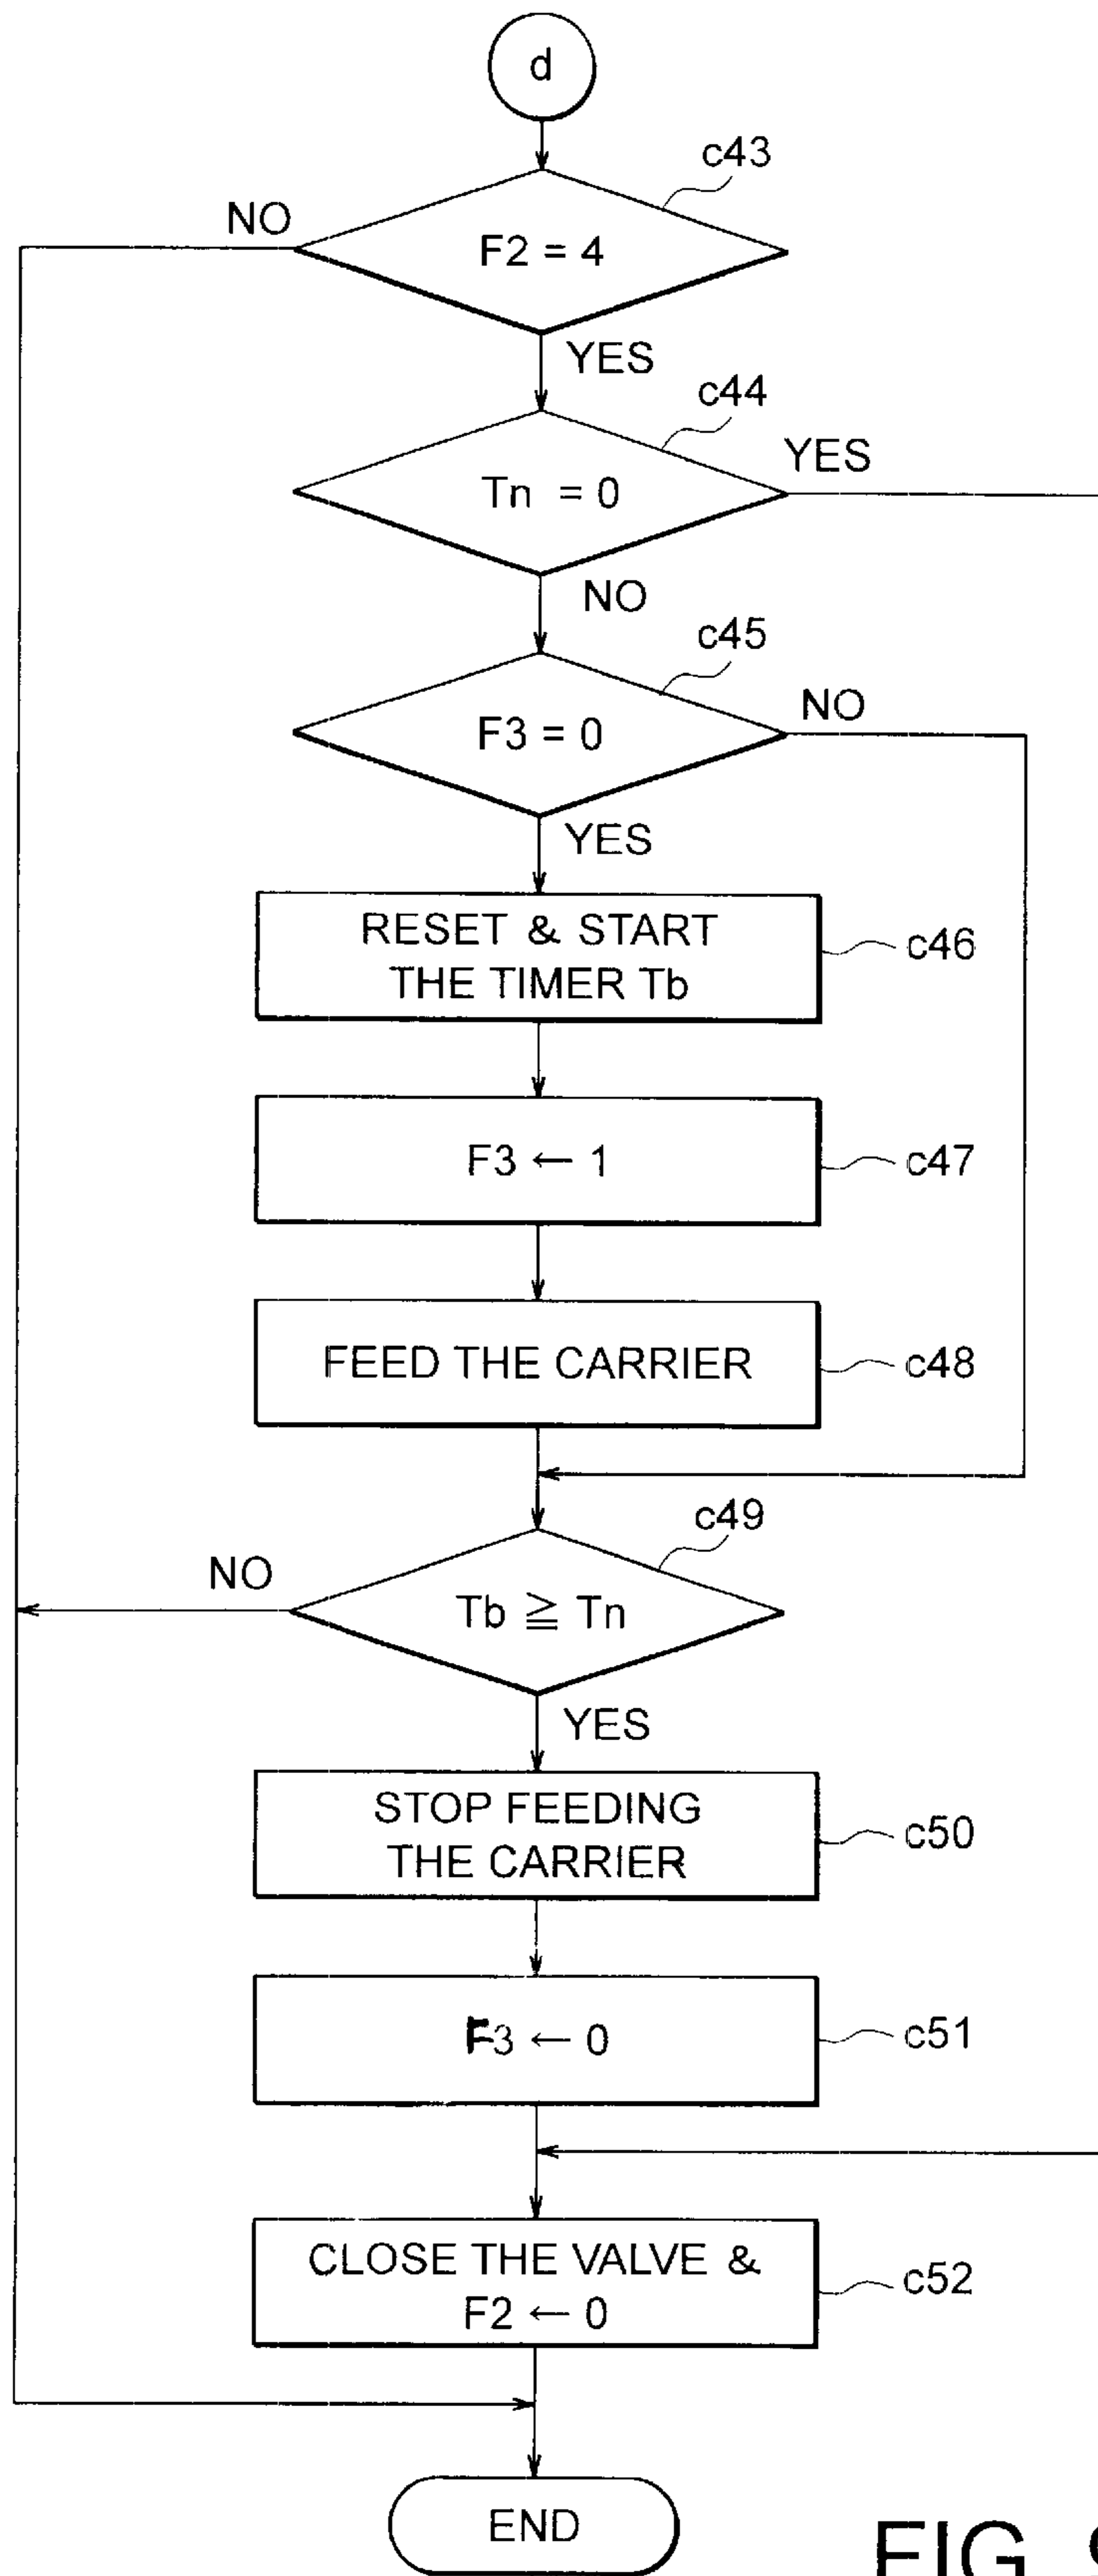 d
c43
NO
F2 = 4
YES
c44
YES
Tn = 0
NO
c45
NO
F3 = 0
YES
RESET & START
THE TIMER Tb
c46
F3 ← 1
c47
FEED THE CARRIER
c48
c49
NO
Tb ≧ Tn
YES
STOP FEEDING
THE CARRIER
c50
F3 ← 0
c51
CLOSE THE VALVE &
F2 ← 0
c52
END
FIG.